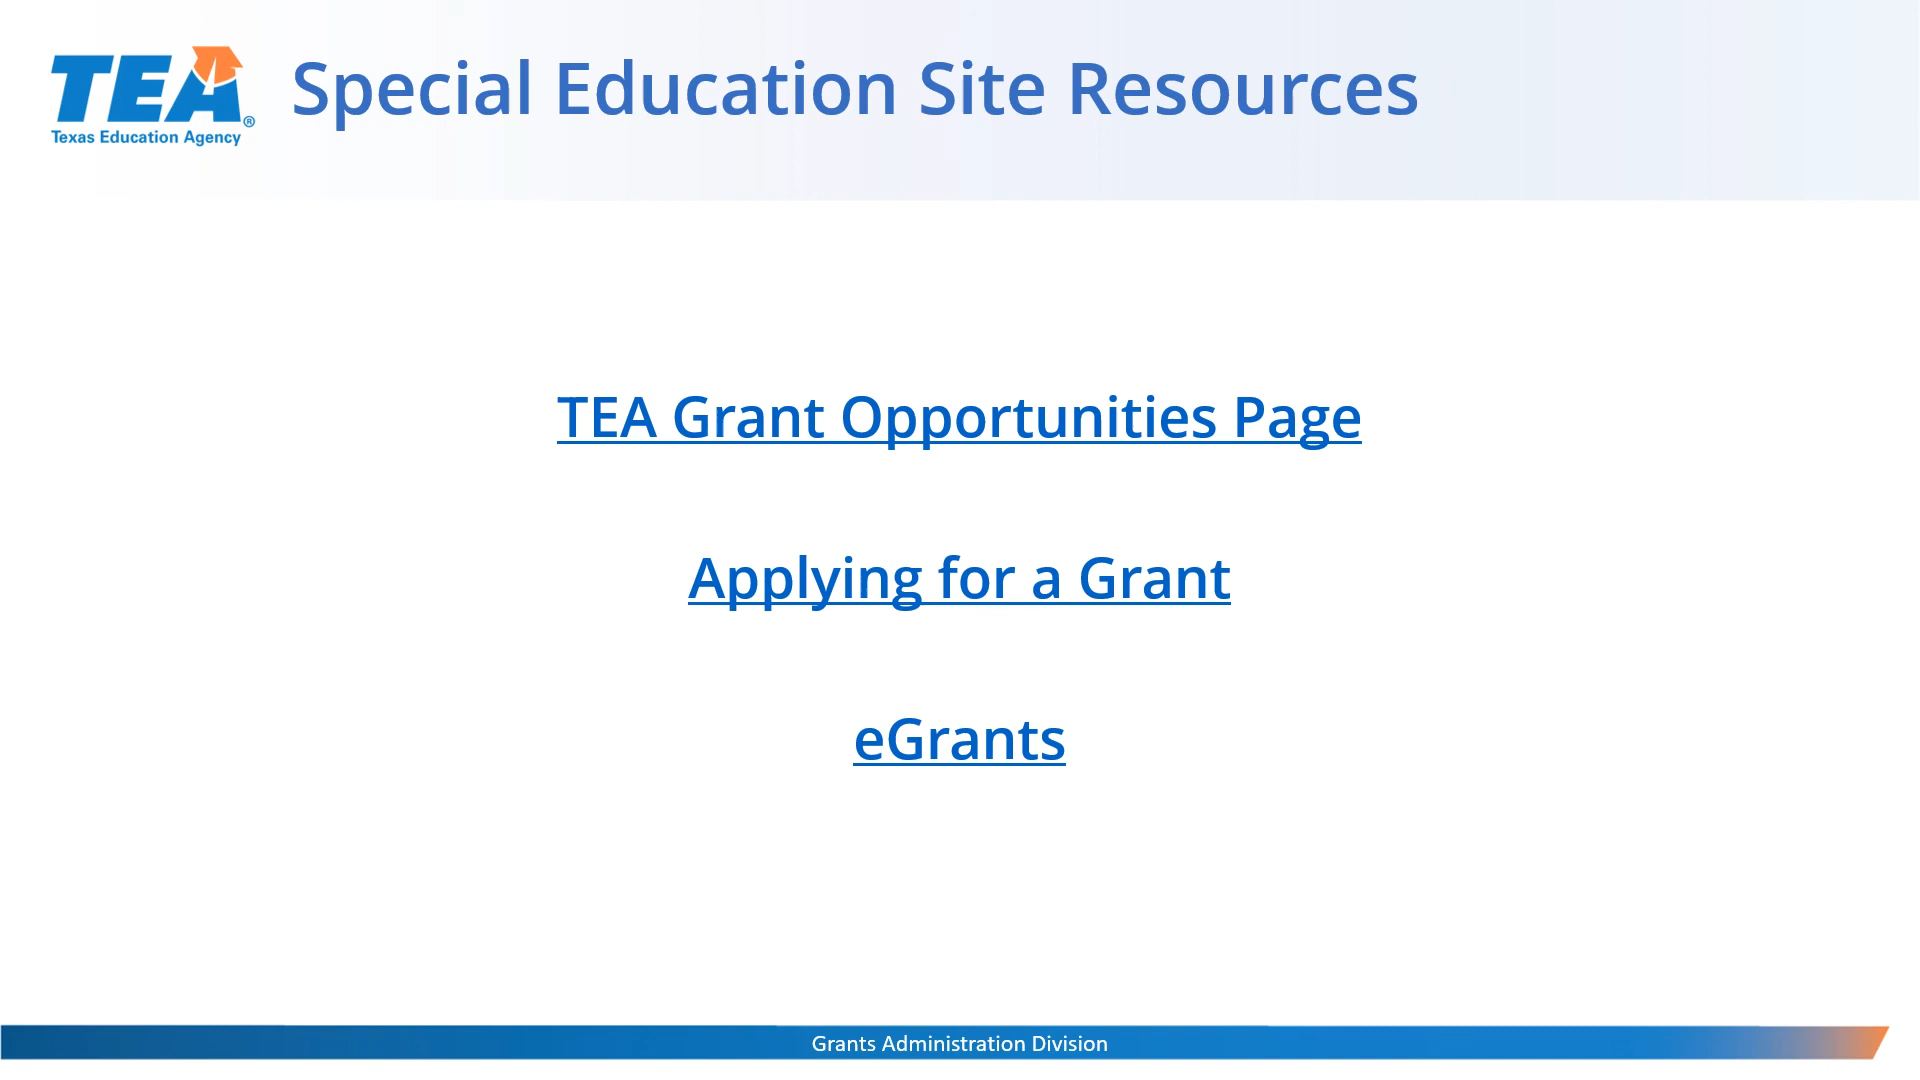 TEA®
Texas Education Agency
Special Education Site Resources
TEA Grant Opportunities Page
Applying for a Grant
eGrants
Grants Administration Division